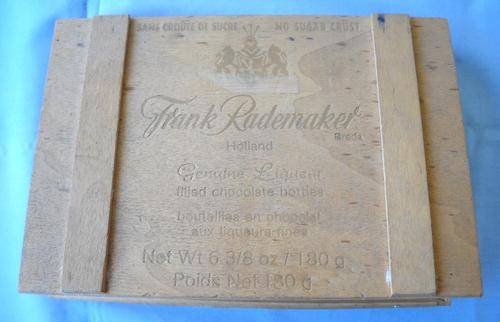 SANS CROÛTE DE SUCRE NO SUGAR CRUST
Frank Rademaker
Breda
Holland
Genuine Liqueur
filled chocolate bottles
bouteilles en chocolat
aux liqueurs fines
Net Wt 6 3/8 oz / 180 g
Poids Net 180 g